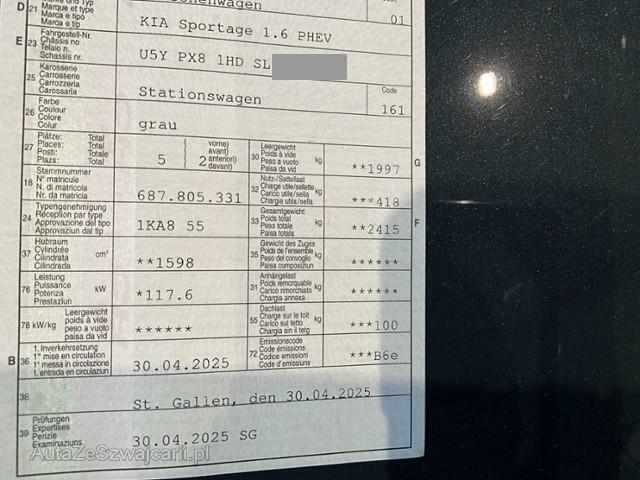 D 21 Marque et type
Marca e tipo
Marca e tip
01
KIA Sportage 1.6 PHEV
E 23 Fahrgestell-Nr.
Châssis no
Telaio n.
Schassis nr.
U5Y PX8 1HD SL
25 Karosserie
Carrosserie
Carrozzeria
Carossaria
Stationswagen
Code
161
26 Farbe
Couleur
Colore
Colur
grau
27 Plätze: Total
Places: Total
Posti: Totale
Plazs: Total
5
2
vorne)
avant)
anteriori)
davant)
30 Leergewicht
Poids à vide
Peso a vuoto
Paisa da vid
kg
**1997
G
18 Stammnummer
N° matricule
N. di matricola
Nr. da matricla
687.805.331
32 Nutz-/Sattellast
Charge utile/sellette
Carico utile/sella
Chargia utila/sella
kg
***418
24 Typengenehmigung
Réception par type
Approvazione del tipo
Approvaziun dal tip
1KA8 55
33 Gesamtgewicht
Poids total
Peso totale
Paisa totala
kg
**2415
F
37 Hubraum
Cylindrée
Cilindrata
Cilindrada
cm³
**1598
35 Gewicht des Zuges
Poids de l'ensemble
Peso del convoglio
Paisa cumposiziun
kg
******
76 Leistung
Puissance
Potenza
Prestaziun
kW
*117.6
31 Anhängelast
Poids remorquable
Carico rimorchiato
Chargia annexa
kg
******
78 kW/kg
Leergewicht
poids à vide
peso a vuoto
paisa da vid
******
55 Dachlast
Charge sur le toit
Carico sul tetto
Chargia sin il tetg
kg
***100
B 36 1. Inverkehrsetzung
1re mise en circulation
1a messa in circolazione
1. entrada en circulaziun
30.04.2025
72 Emissionscode
Code émissions
Codice emissioni
Code d'emissiuns
***B6e
38
St. Gallen, den 30.04.2025
39 Prüfungen
Expertises
Perizie
Examinaziuns
30.04.2025 SG
AutaZeSzwajcarii.pl